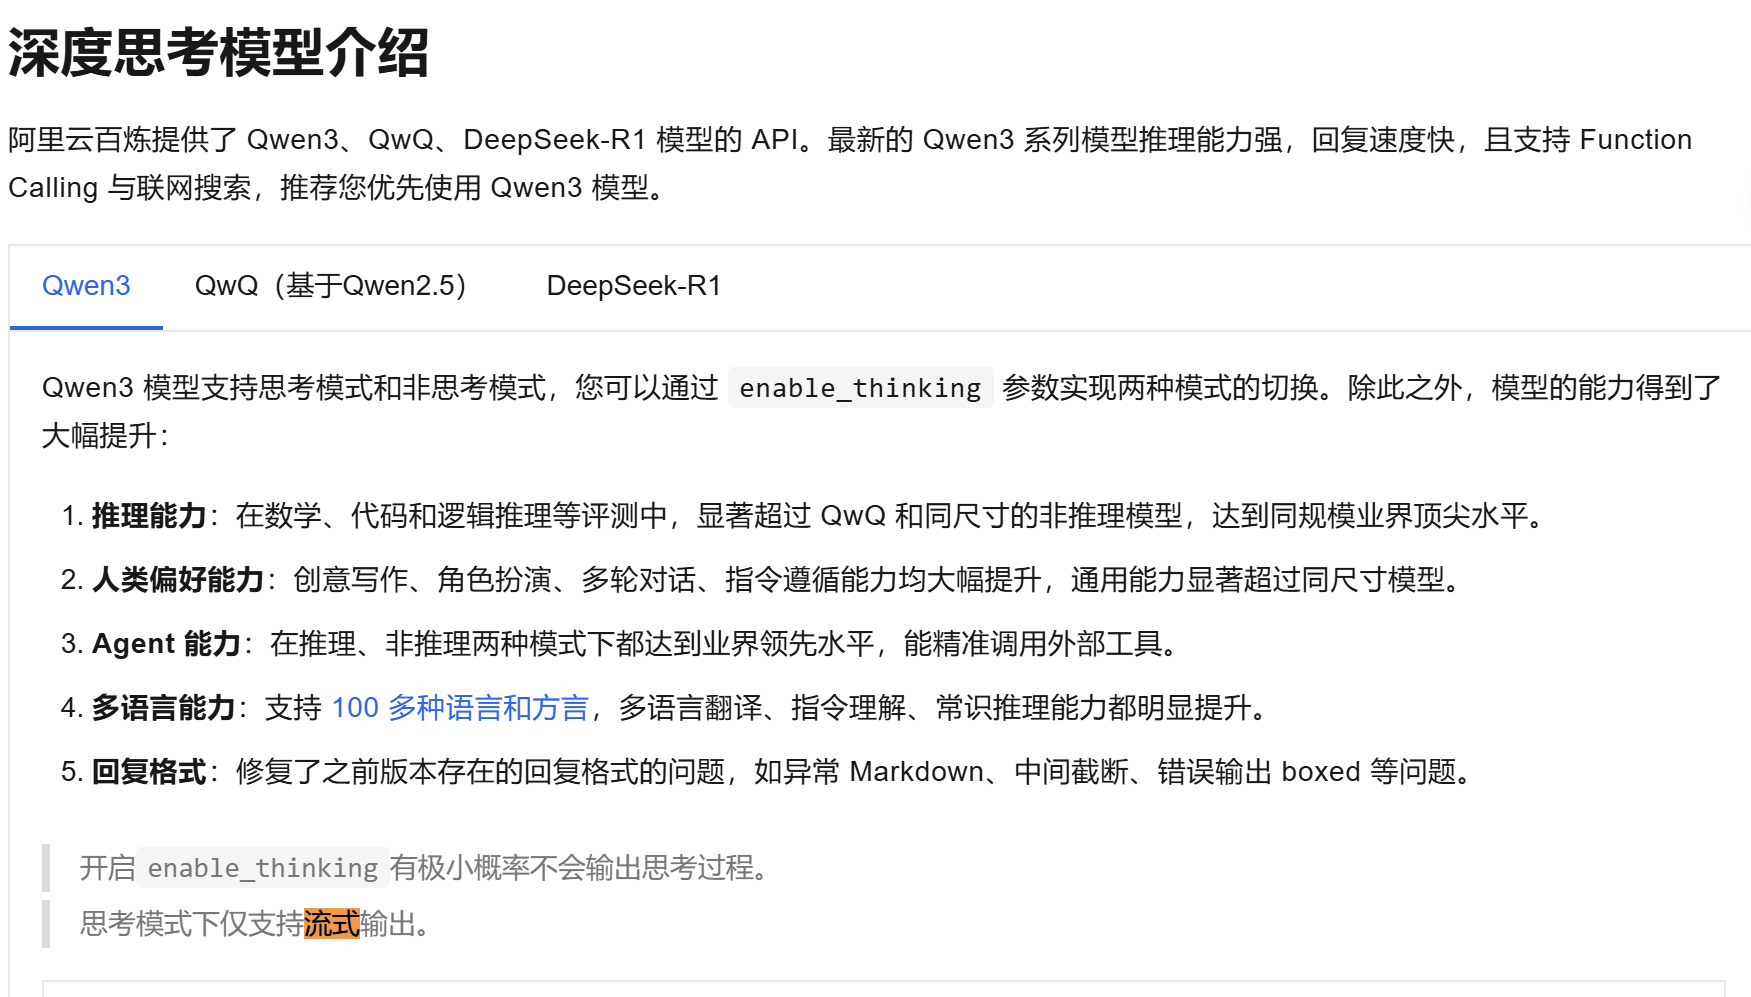 深度思考模型介绍
阿里云百炼提供了 Qwen3、QwQ、DeepSeek-R1 模型的 API。最新的 Qwen3 系列模型推理能力强，回复速度快，且支持 Function
Calling 与联网搜索，推荐您优先使用 Qwen3 模型。
Qwen3 QwQ（基于Qwen2.5） DeepSeek-R1
Qwen3 模型支持思考模式和非思考模式，您可以通过 enable_thinking 参数实现两种模式的切换。除此之外，模型的能力得到了
大幅提升：
1. 推理能力：在数学、代码和逻辑推理等评测中，显著超过 QwQ 和同尺寸的非推理模型，达到同规模业界顶尖水平。
2. 人类偏好能力：创意写作、角色扮演、多轮对话、指令遵循能力均大幅提升，通用能力显著超过同尺寸模型。
3. Agent 能力：在推理、非推理两种模式下都达到业界领先水平，能精准调用外部工具。
4. 多语言能力：支持 100 多种语言和方言，多语言翻译、指令理解、常识推理能力都明显提升。
5. 回复格式：修复了之前版本存在的回复格式的问题，如异常 Markdown、中间截断、错误输出 boxed 等问题。
开启 enable_thinking 有极小概率不会输出思考过程。
思考模式下仅支持流式输出。